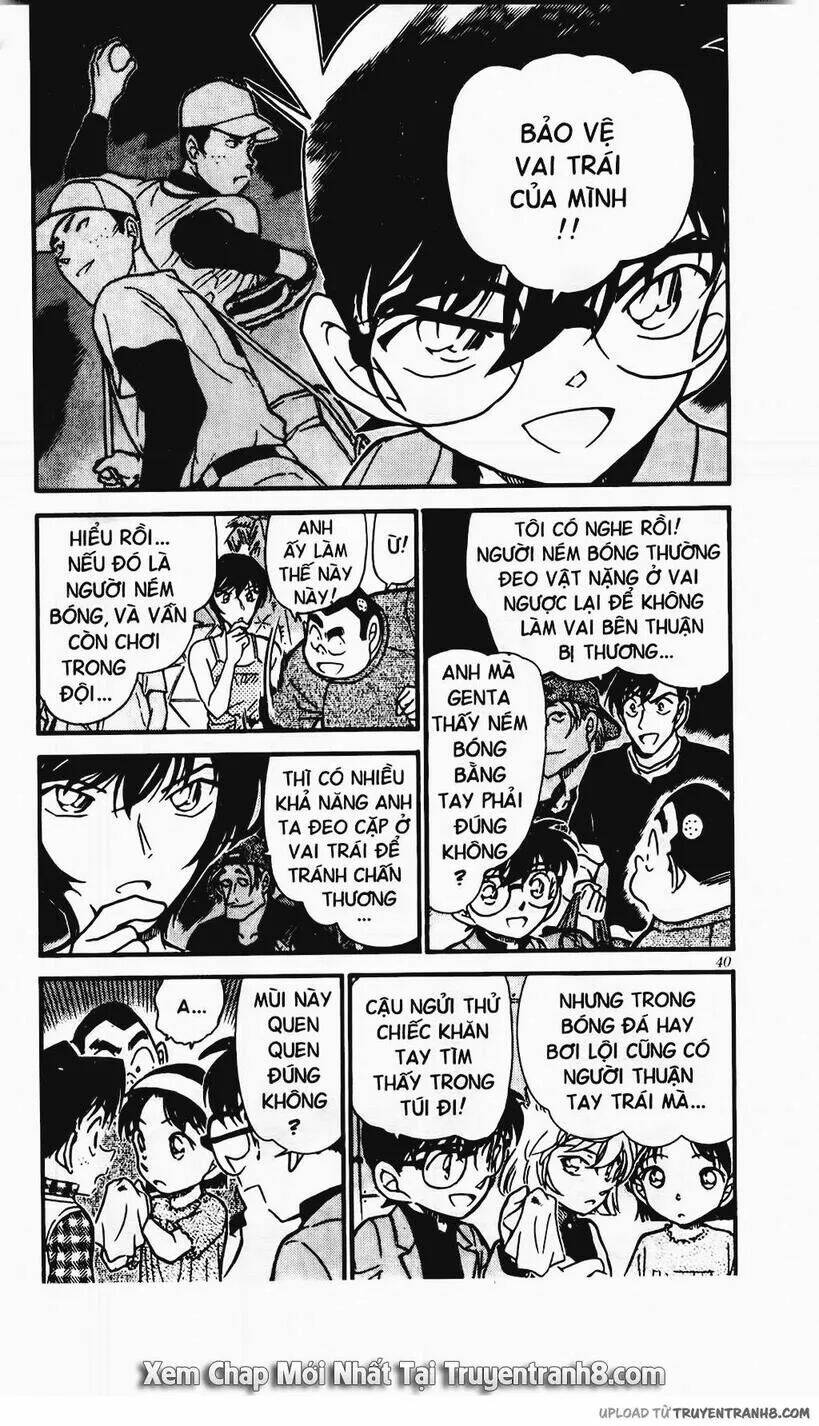 BẢO VỆ
VAI TRÁI
CỦA MÌNH
!!
TÔI CÓ NGHE RỒI!
NGƯỜI NÉM BÓNG THƯỜNG
ĐEO VẬT NẶNG Ở VAI
NGƯỢC LẠI ĐỂ KHÔNG
LÀM VAI BÊN THUẬN
BỊ THƯƠNG...
ANH MÀ
GENTA
THẤY NÉM
BÓNG
BẰNG
TAY PHẢI
ĐÚNG
KHÔNG
?
Ừ!
ANH
ẤY LÀM
THẾ NÀY
NÀY!
HIỂU RỒI...
NẾU ĐÓ LÀ
NGƯỜI NÉM
BÓNG, VÀ VẪN
CÒN CHƠI
TRONG
ĐỘI...
THÌ CÓ NHIỀU
KHẢ NĂNG ANH
TA ĐEO CẶP Ở
VAI TRÁI ĐỂ
TRÁNH CHẤN
THƯƠNG
...
40
NHƯNG TRONG
BÓNG ĐÁ HAY
BƠI LỘI CŨNG CÓ
NGƯỜI THUẬN
TAY TRÁI MÀ...
CẬU NGỬI THỬ
CHIẾC KHĂN
TAY TÌM
THẤY TRONG
TÚI ĐI!
MÙI NÀY
QUEN
QUEN
ĐÚNG
KHÔNG
?
A...
Xem Chap Mới Nhất Tại Truyentranh8.com
UPLOAD TỪ TRUYENTRANH8.COM